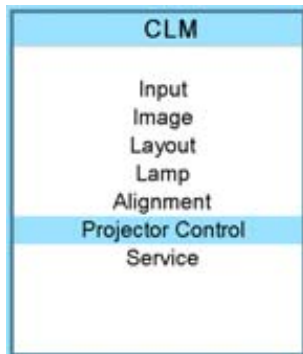 CLM
Input
Image
Layout
Lamp
Alignment
Projector Control
Service